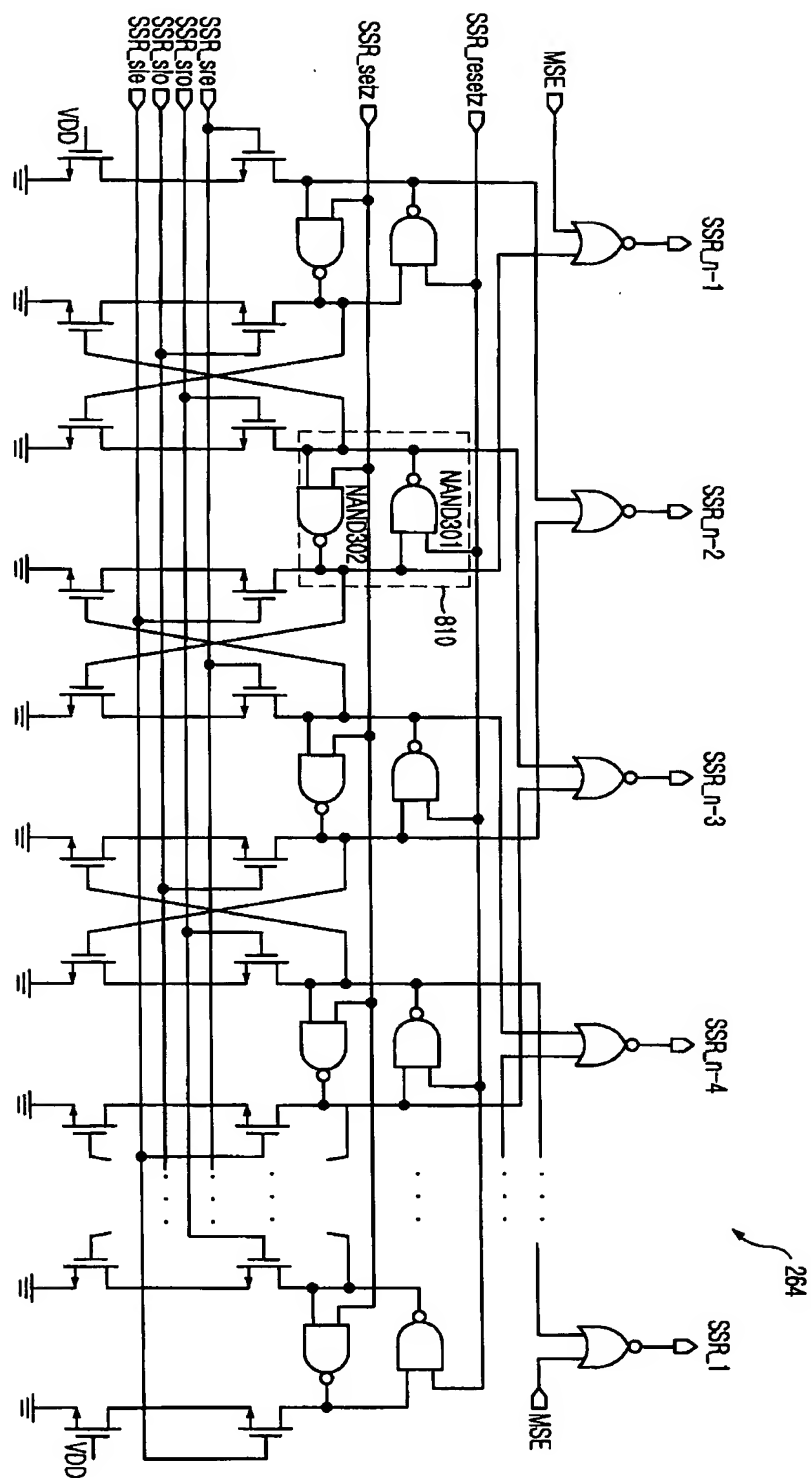 SSR_n-1
SSR_n-2
SSR_n-3
SSR_n-4
SSR_1
264
MSE
MSE
SSR_resetz
NAND301
NAND302
810
SSR_setz
SSR_sre
SSR_sro
SSR_slo
SSR_sle
VDD
VDD